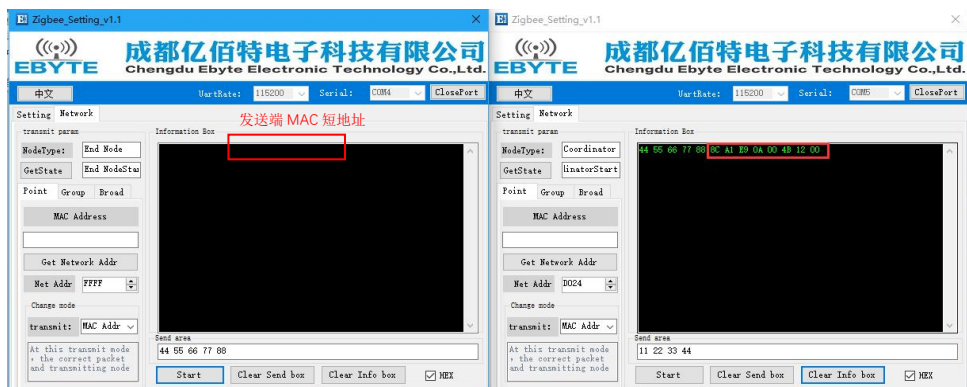 Zigbee_Setting_v1.1
EBYTE
成都亿佰特电子科技有限公司
Chengdu Ebyte Electronic Technology Co.,Ltd.
中文
UartRate: 115200
Serial: COM4
ClosePort
Setting Network
发送端 MAC 短地址
transmit param
NodeType: End Node
GetState End NodeSta
Point Group Broad
MAC Address
Get Network Addr
Net Addr FFFF
Change mode
transmit: MAC Addr
At this transmit mode
, the correct packet
and transmitting node
Information Box
Send area
44 55 66 77 88
Start Clear Send box Clear Info box HEX
Zigbee_Setting_v1.1
EBYTE
成都亿佰特电子科技有限公司
Chengdu Ebyte Electronic Technology Co.,Ltd.
中文
UartRate: 115200
Serial: COM5
ClosePort
Setting Network
transmit param
NodeType: Coordinator
GetState linatorStart
Point Group Broad
MAC Address
Get Network Addr
Net Addr D024
Change mode
transmit: MAC Addr
At this transmit mode
, the correct packet
and transmitting node
Information Box
44 55 66 77 88 8C A1 E9 0A 00 4B 12 00
Send area
11 22 33 44
Start Clear Send box Clear Info box HEX